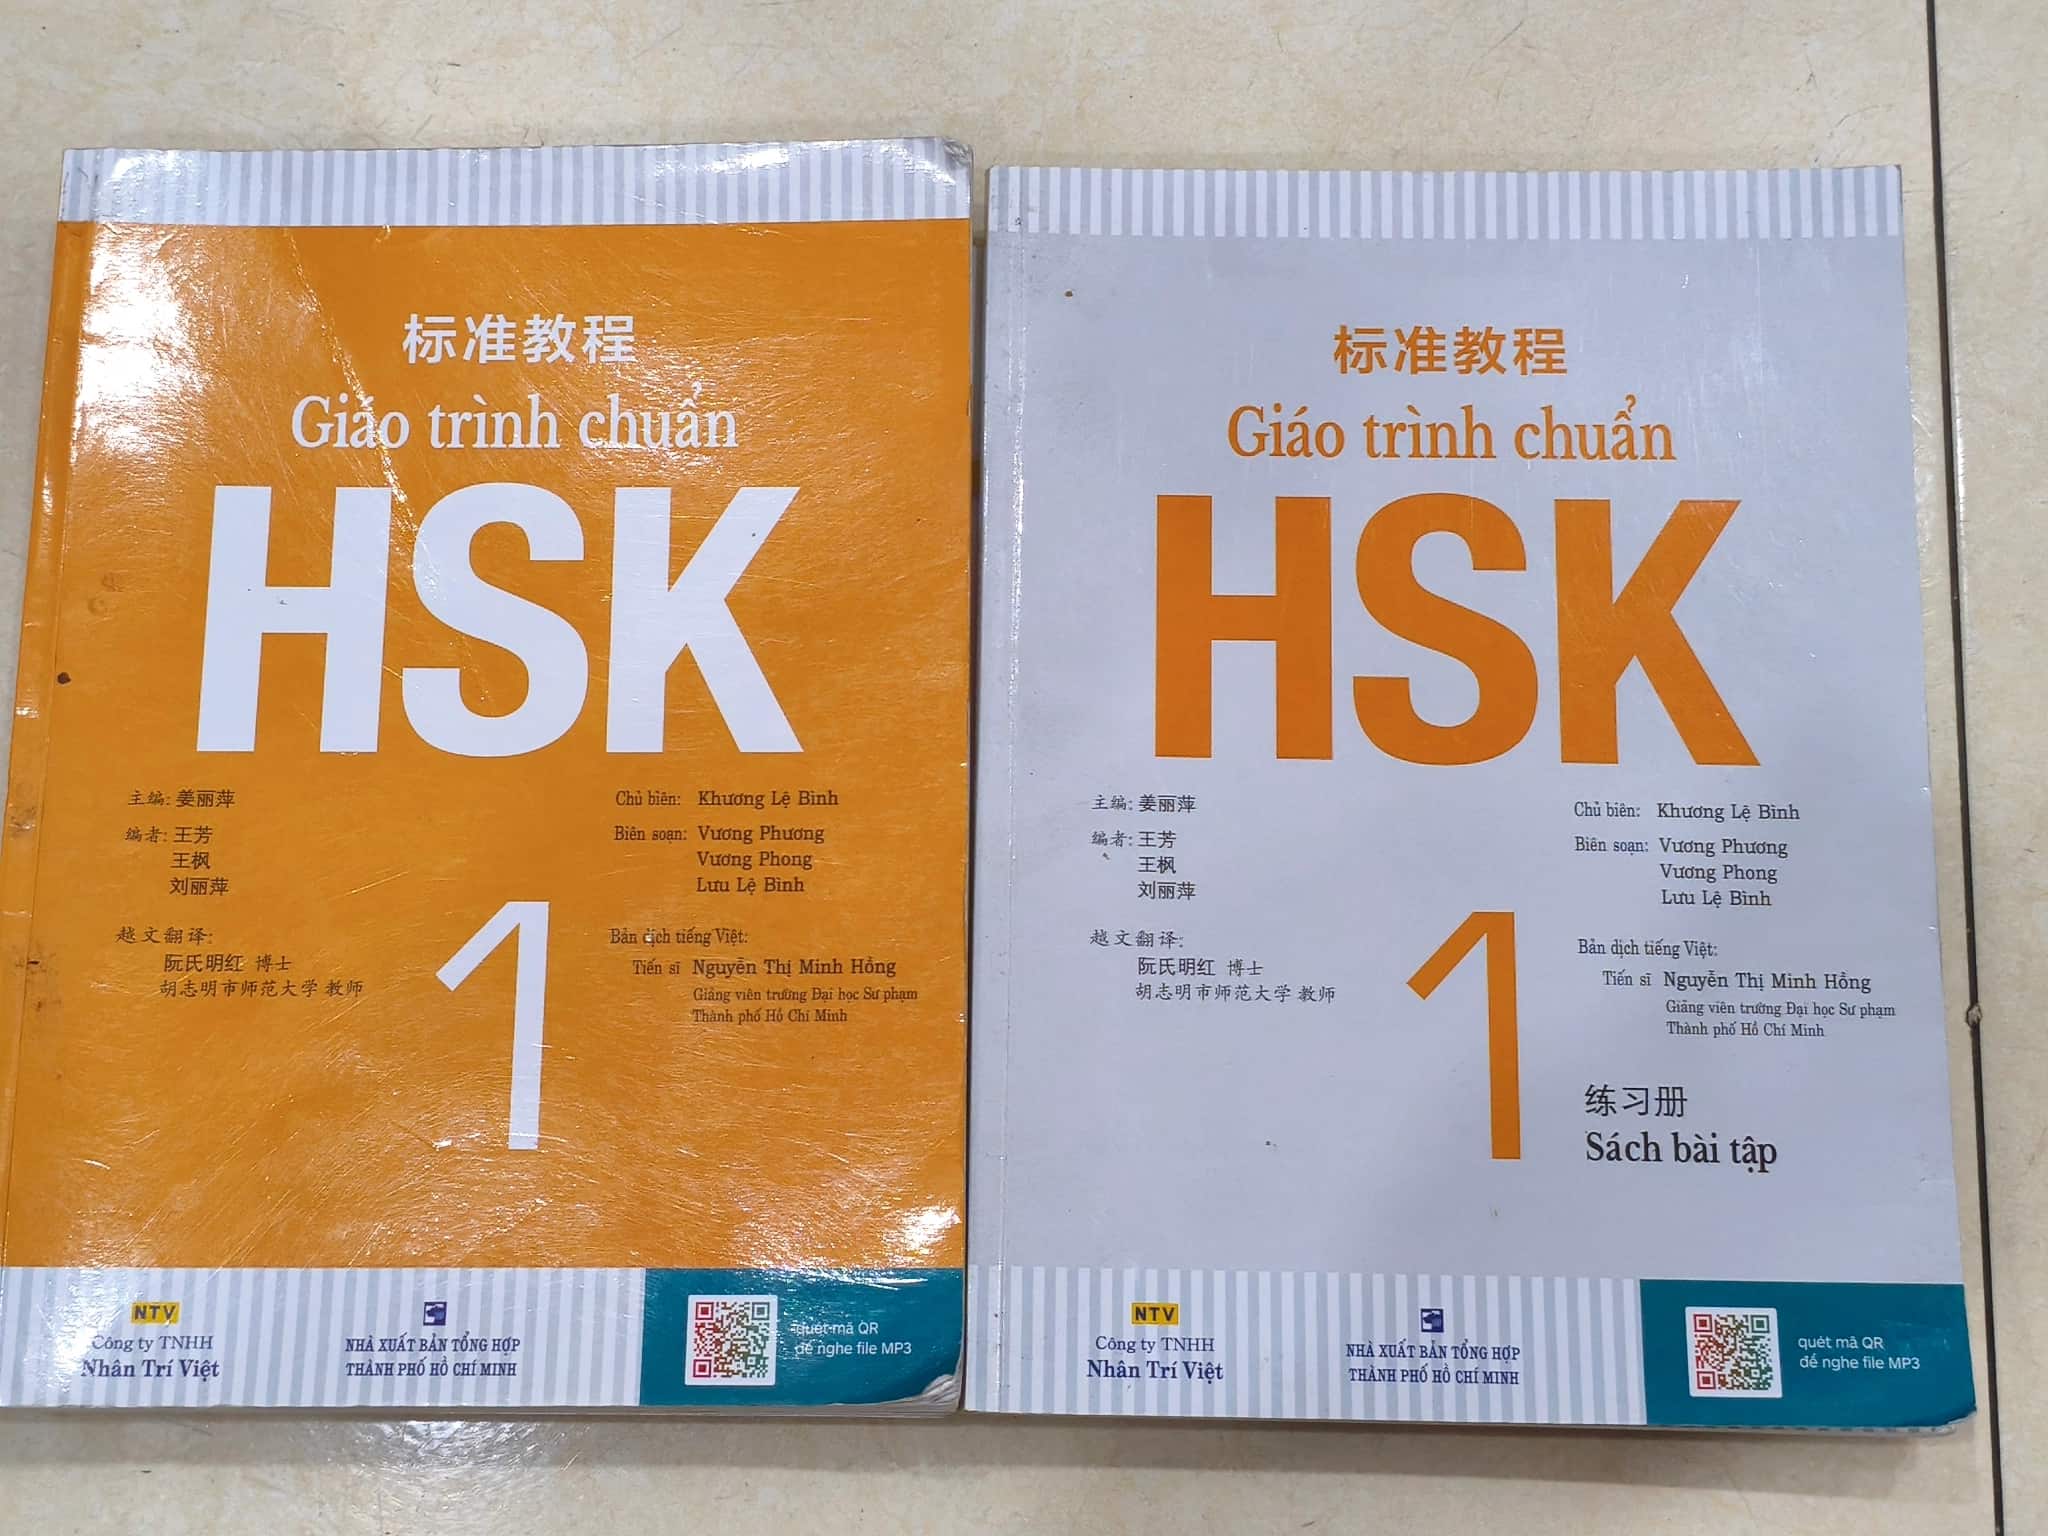 标准教程
Giáo trình chuẩn
HSK
1
主编: 姜丽萍
编者: 王芳
王枫
刘丽萍
越文翻译:
阮氏明红 博士
胡志明市师范大学 教师
Chủ biên: Khương Lệ Bình
Biên soạn: Vương Phương
Vương Phong
Lưu Lệ Bình
Bản dịch tiếng Việt:
Tiến sĩ Nguyễn Thị Minh Hồng
Giảng viên trường Đại học Sư phạm
Thành phố Hồ Chí Minh
NTV
Công ty TNHH
Nhân Trí Việt
NHÀ XUẤT BẢN TỔNG HỢP
THÀNH PHỐ HỒ CHÍ MINH
quét mã QR
để nghe file MP3
标准教程
Giáo trình chuẩn
HSK
1
主编: 姜丽萍
编者: 王芳
王枫
刘丽萍
越文翻译:
阮氏明红 博士
胡志明市师范大学 教师
Chủ biên: Khương Lệ Bình
Biên soạn: Vương Phương
Vương Phong
Lưu Lệ Bình
Bản dịch tiếng Việt:
Tiến sĩ Nguyễn Thị Minh Hồng
Giảng viên trường Đại học Sư phạm
Thành phố Hồ Chí Minh
练习册
Sách bài tập
NTV
Công ty TNHH
Nhân Trí Việt
NHÀ XUẤT BẢN TỔNG HỢP
THÀNH PHỐ HỒ CHÍ MINH
quét mã QR
để nghe file MP3